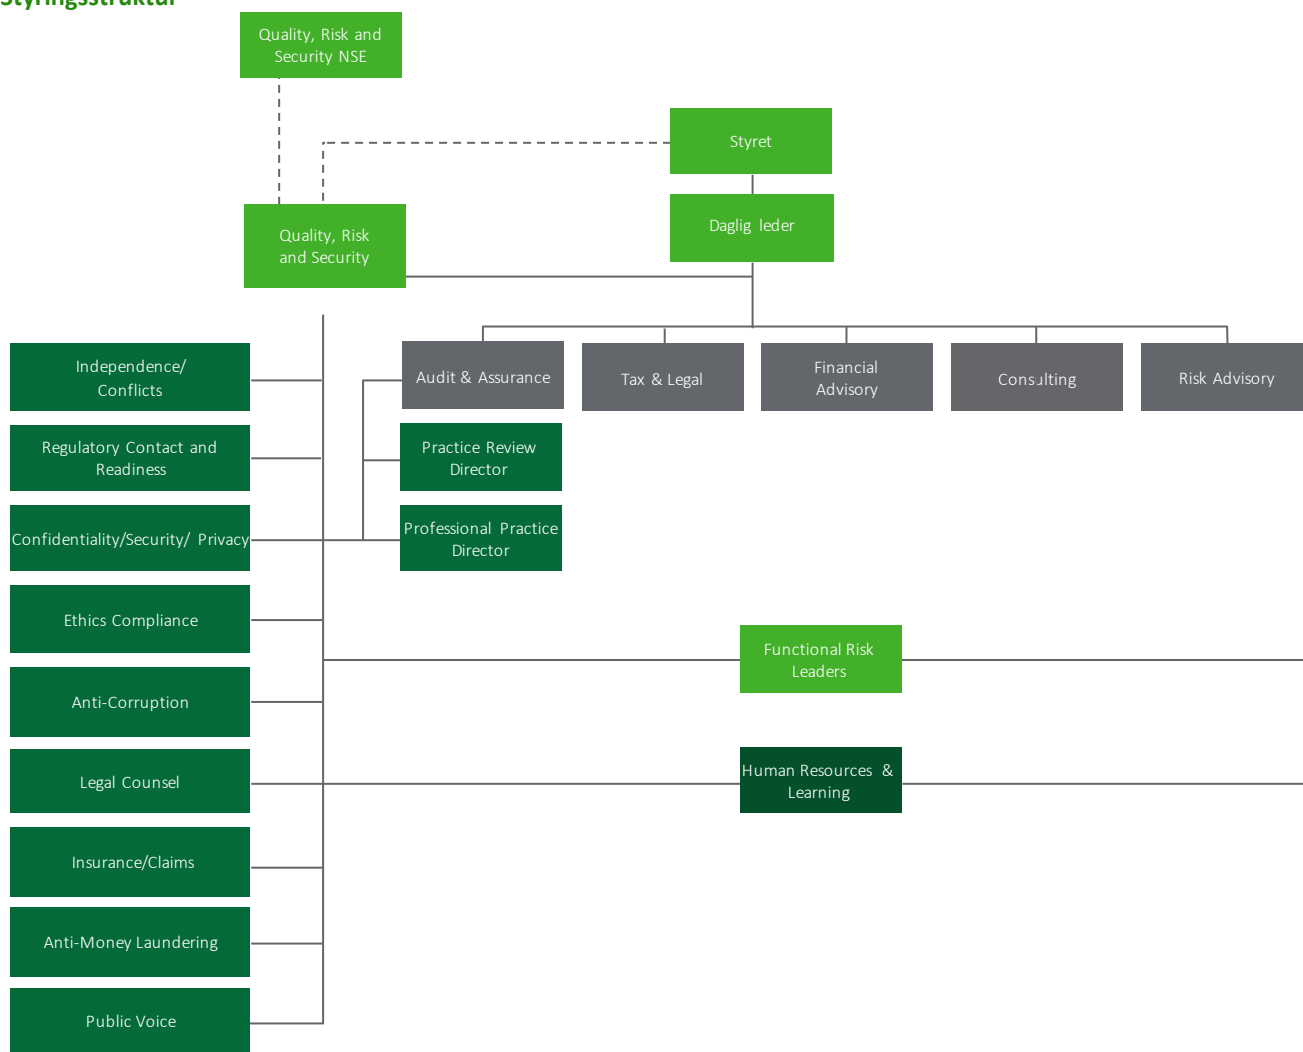 Styringsstruktur
Quality, Risk and
Security NSE
Styret
Daglig leder
Quality, Risk
and Security
Independence/
Conflicts
Audit & Assurance
Tax & Legal
Financial
Advisory
Consulting
Risk Advisory
Regulatory Contact and
Readiness
Practice Review
Director
Confidentiality/Security/ Privacy
Professional Practice
Director
Ethics Compliance
Functional Risk
Leaders
Anti-Corruption
Legal Counsel
Human Resources &
Learning
Insurance/Claims
Anti-Money Laundering
Public Voice